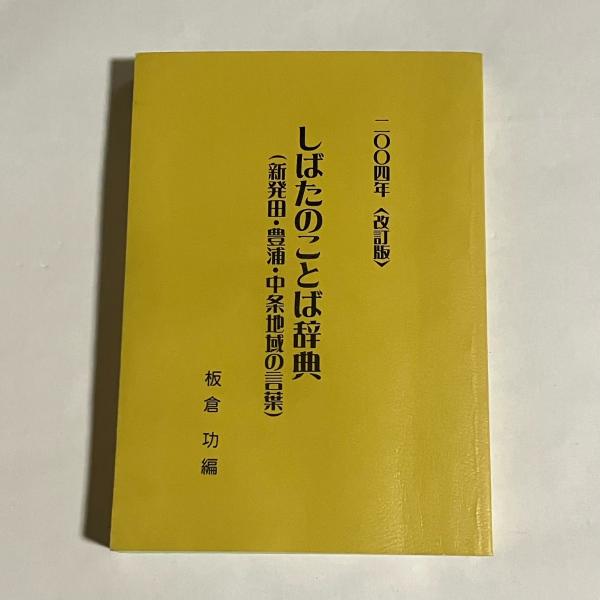 二〇〇四年〈改訂版〉
しばたのことば辞典
(新発田・豊浦・中条地域の言葉)
板倉 功編